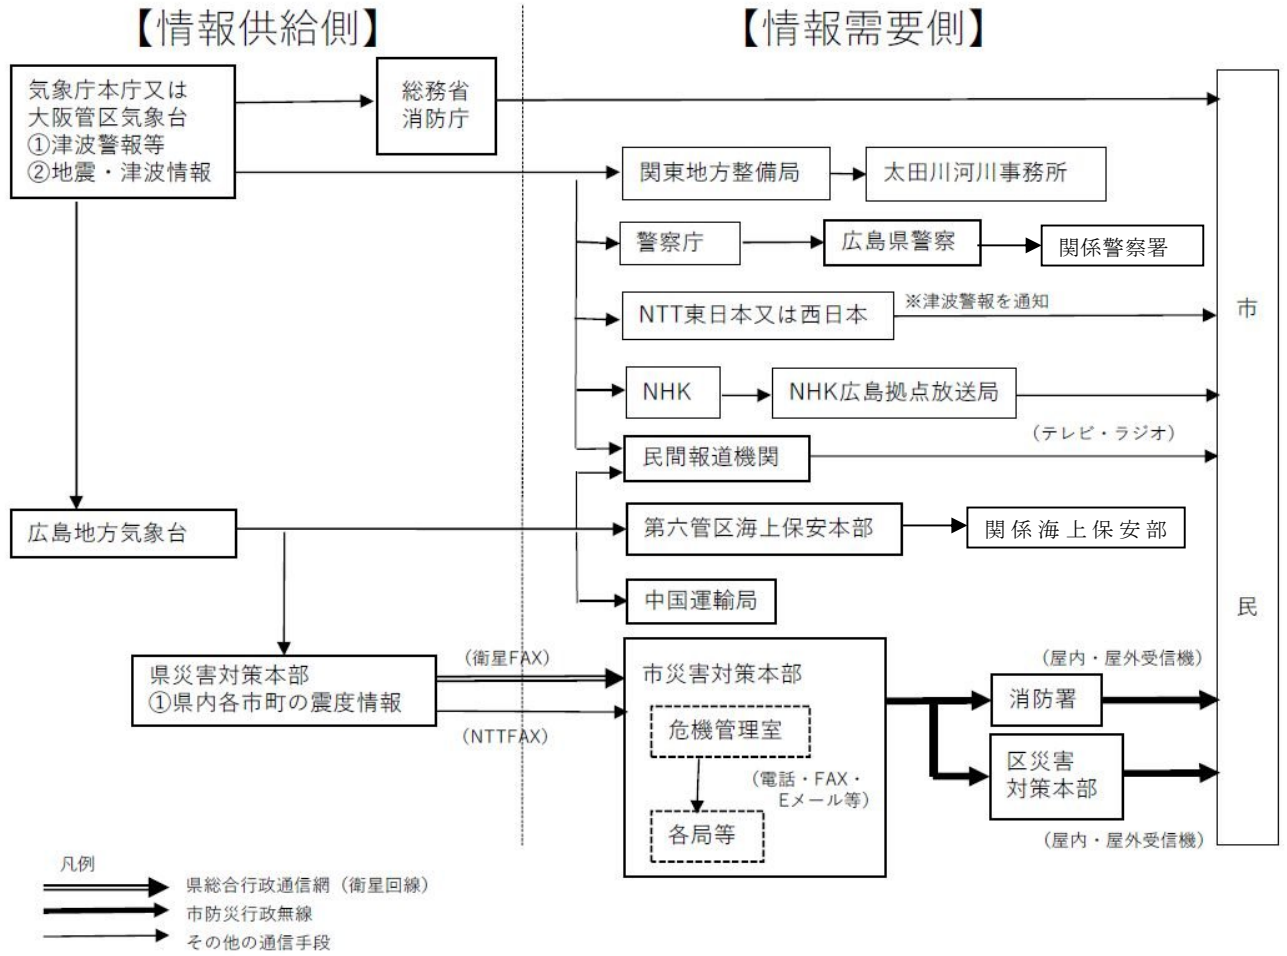 【情報供給側】
【情報需要側】
気象庁本庁又は
大阪管区気象台
①津波警報等
②地震・津波情報
総務省
消防庁
関東地方整備局
太田川河川事務所
警察庁
広島県警察
関係警察署
NTT東日本又は西日本
※津波警報を通知
NHK
NHK広島拠点放送局
(テレビ・ラジオ)
民間報道機関
広島地方気象台
第六管区海上保安本部
関係海上保安部
中国運輸局
県災害対策本部
①県内各市町の震度情報
(衛星FAX)
(NTTFAX)
市災害対策本部
危機管理室
(電話・FAX・
Eメール等)
各局等
(屋内・屋外受信機)
消防署
区災害
対策本部
(屋内・屋外受信機)
市
民
凡例
県総合行政通信網(衛星回線)
市防災行政無線
その他の通信手段